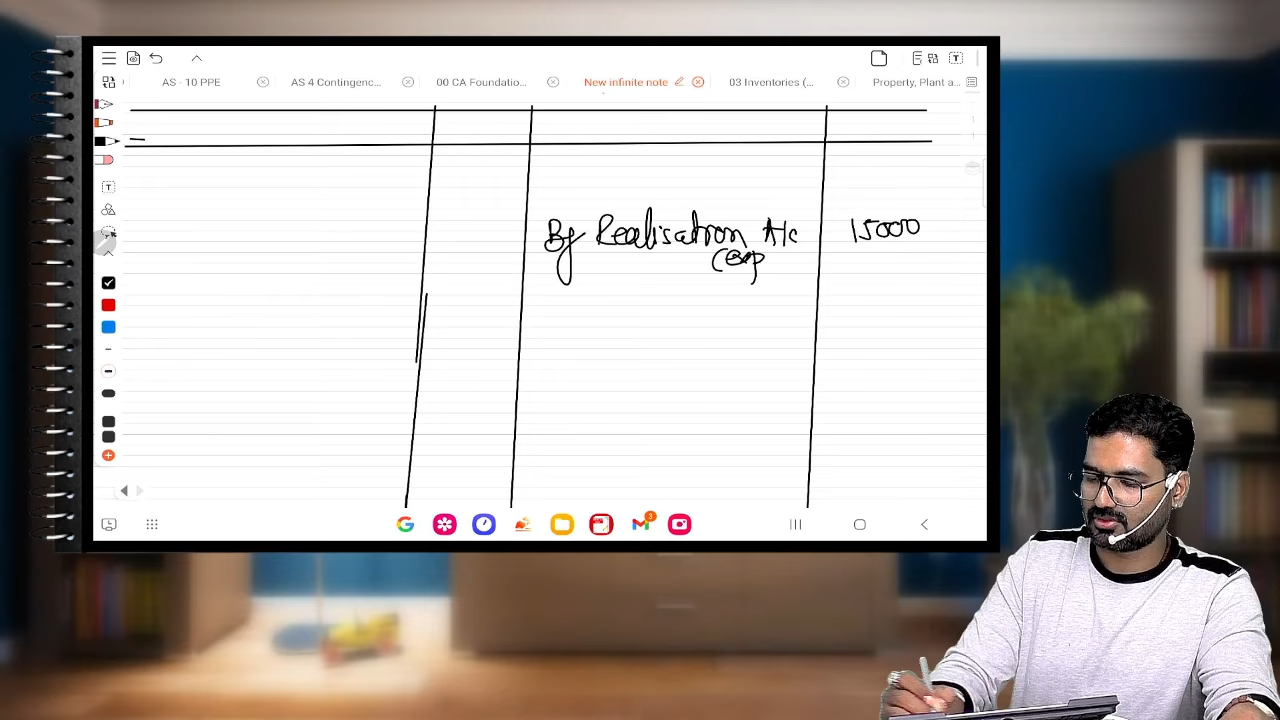 AS - 10 PPE
AS 4 Contingenc...
00 CA Foundatio...
New infinite note
03 Inventories (...
Property, Plant a...
By Realisation A/c 15000
(Exp
3